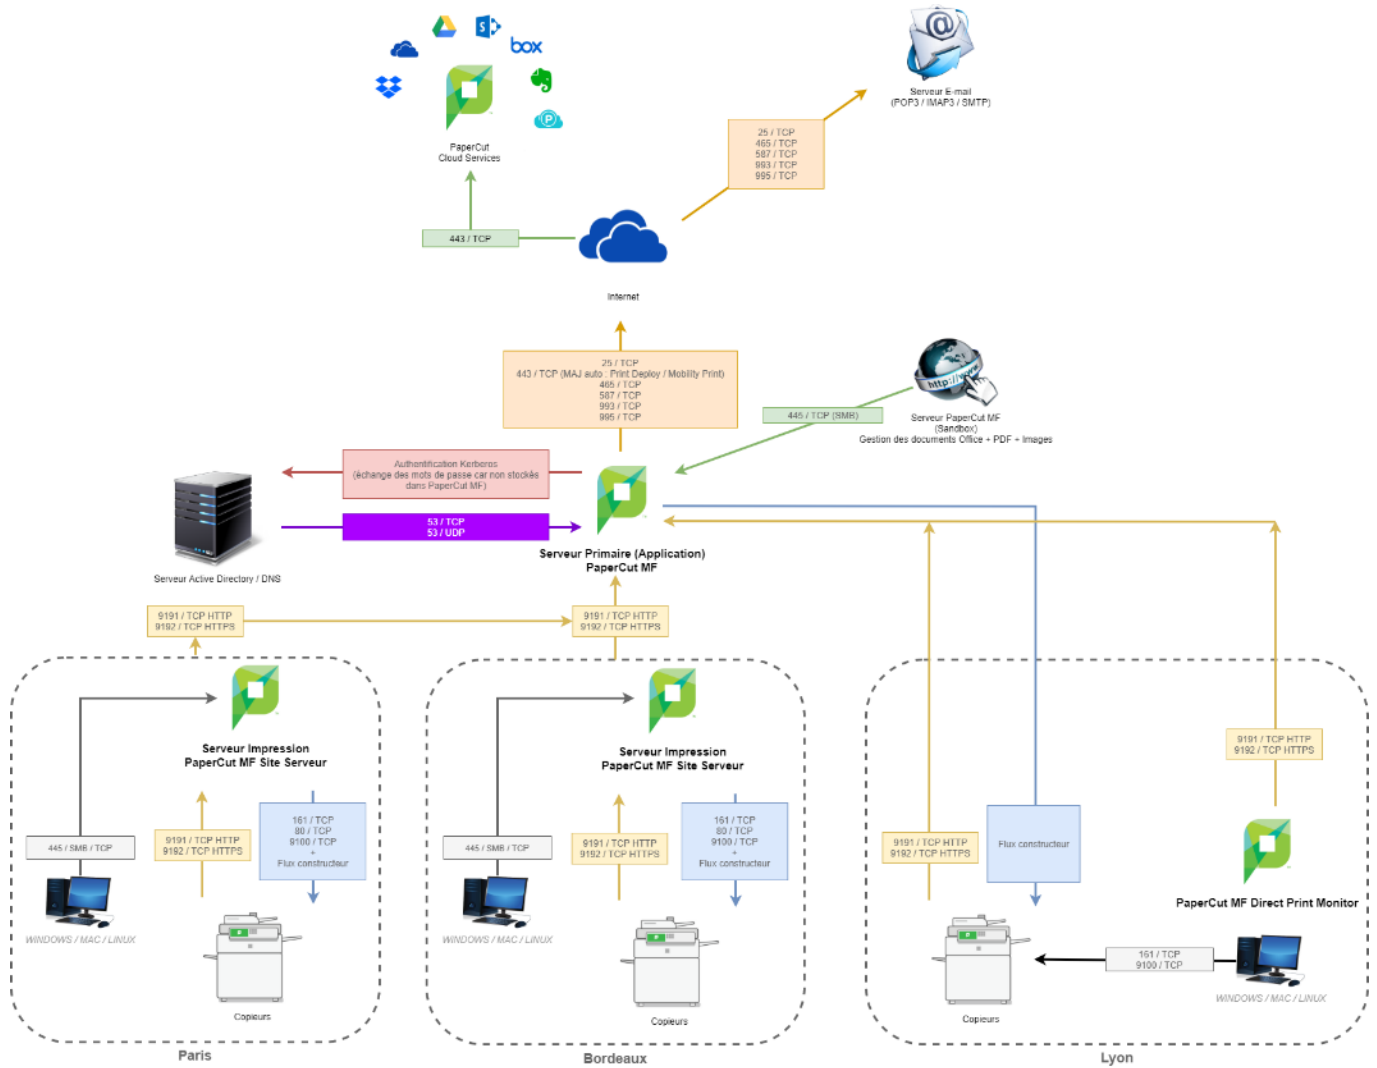 box
@
Serveur E-mail
(POP3 / IMAP3 / SMTP)
P
PaperCut
Cloud Services
25 / TCP
465 / TCP
587 / TCP
993 / TCP
995 / TCP
443 / TCP
Internet
25 / TCP
443 / TCP (MAJ auto : Print Deploy / Mobility Print)
465 / TCP
587 / TCP
993 / TCP
995 / TCP
http://www
445 / TCP (SMB)
Serveur PaperCut MF
(Sandbox)
Gestion des documents Office + PDF + Images
Authentification Kerberos
(échange des mots de passe car non stockés
dans PaperCut MF)
53 / TCP
53 / UDP
Serveur Primaire (Application)
PaperCut MF
Serveur Active Directory / DNS
9191 / TCP HTTP
9192 / TCP HTTPS
9191 / TCP HTTP
9192 / TCP HTTPS
Serveur Impression
PaperCut MF Site Serveur
445 / SMB / TCP
9191 / TCP HTTP
9192 / TCP HTTPS
161 / TCP
80 / TCP
9100 / TCP
+
Flux constructeur
WINDOWS / MAC / LINUX
Copieurs
Paris
Serveur Impression
PaperCut MF Site Serveur
445 / SMB / TCP
9191 / TCP HTTP
9192 / TCP HTTPS
161 / TCP
80 / TCP
9100 / TCP
+
Flux constructeur
WINDOWS / MAC / LINUX
Copieurs
Bordeaux
9191 / TCP HTTP
9192 / TCP HTTPS
9191 / TCP HTTP
9192 / TCP HTTPS
Flux constructeur
PaperCut MF Direct Print Monitor
161 / TCP
9100 / TCP
WINDOWS / MAC / LINUX
Copieurs
Lyon